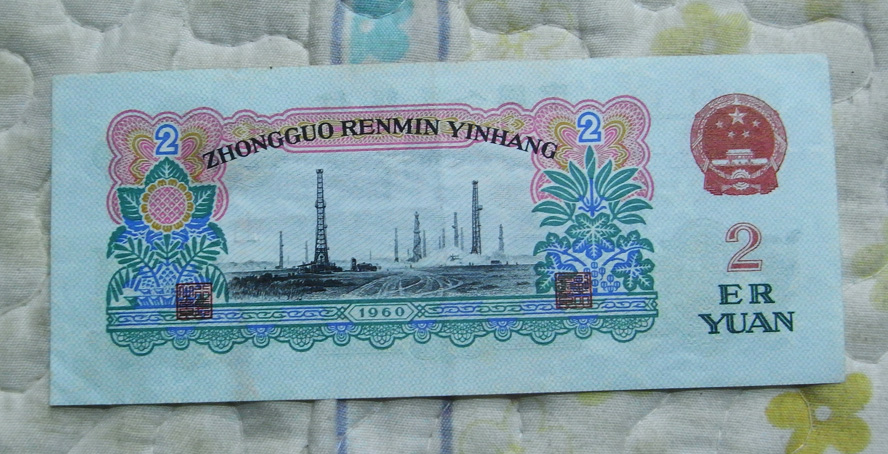 2 2
ZHONGGUO RENMIN YINHANG
1960
2
ER
YUAN